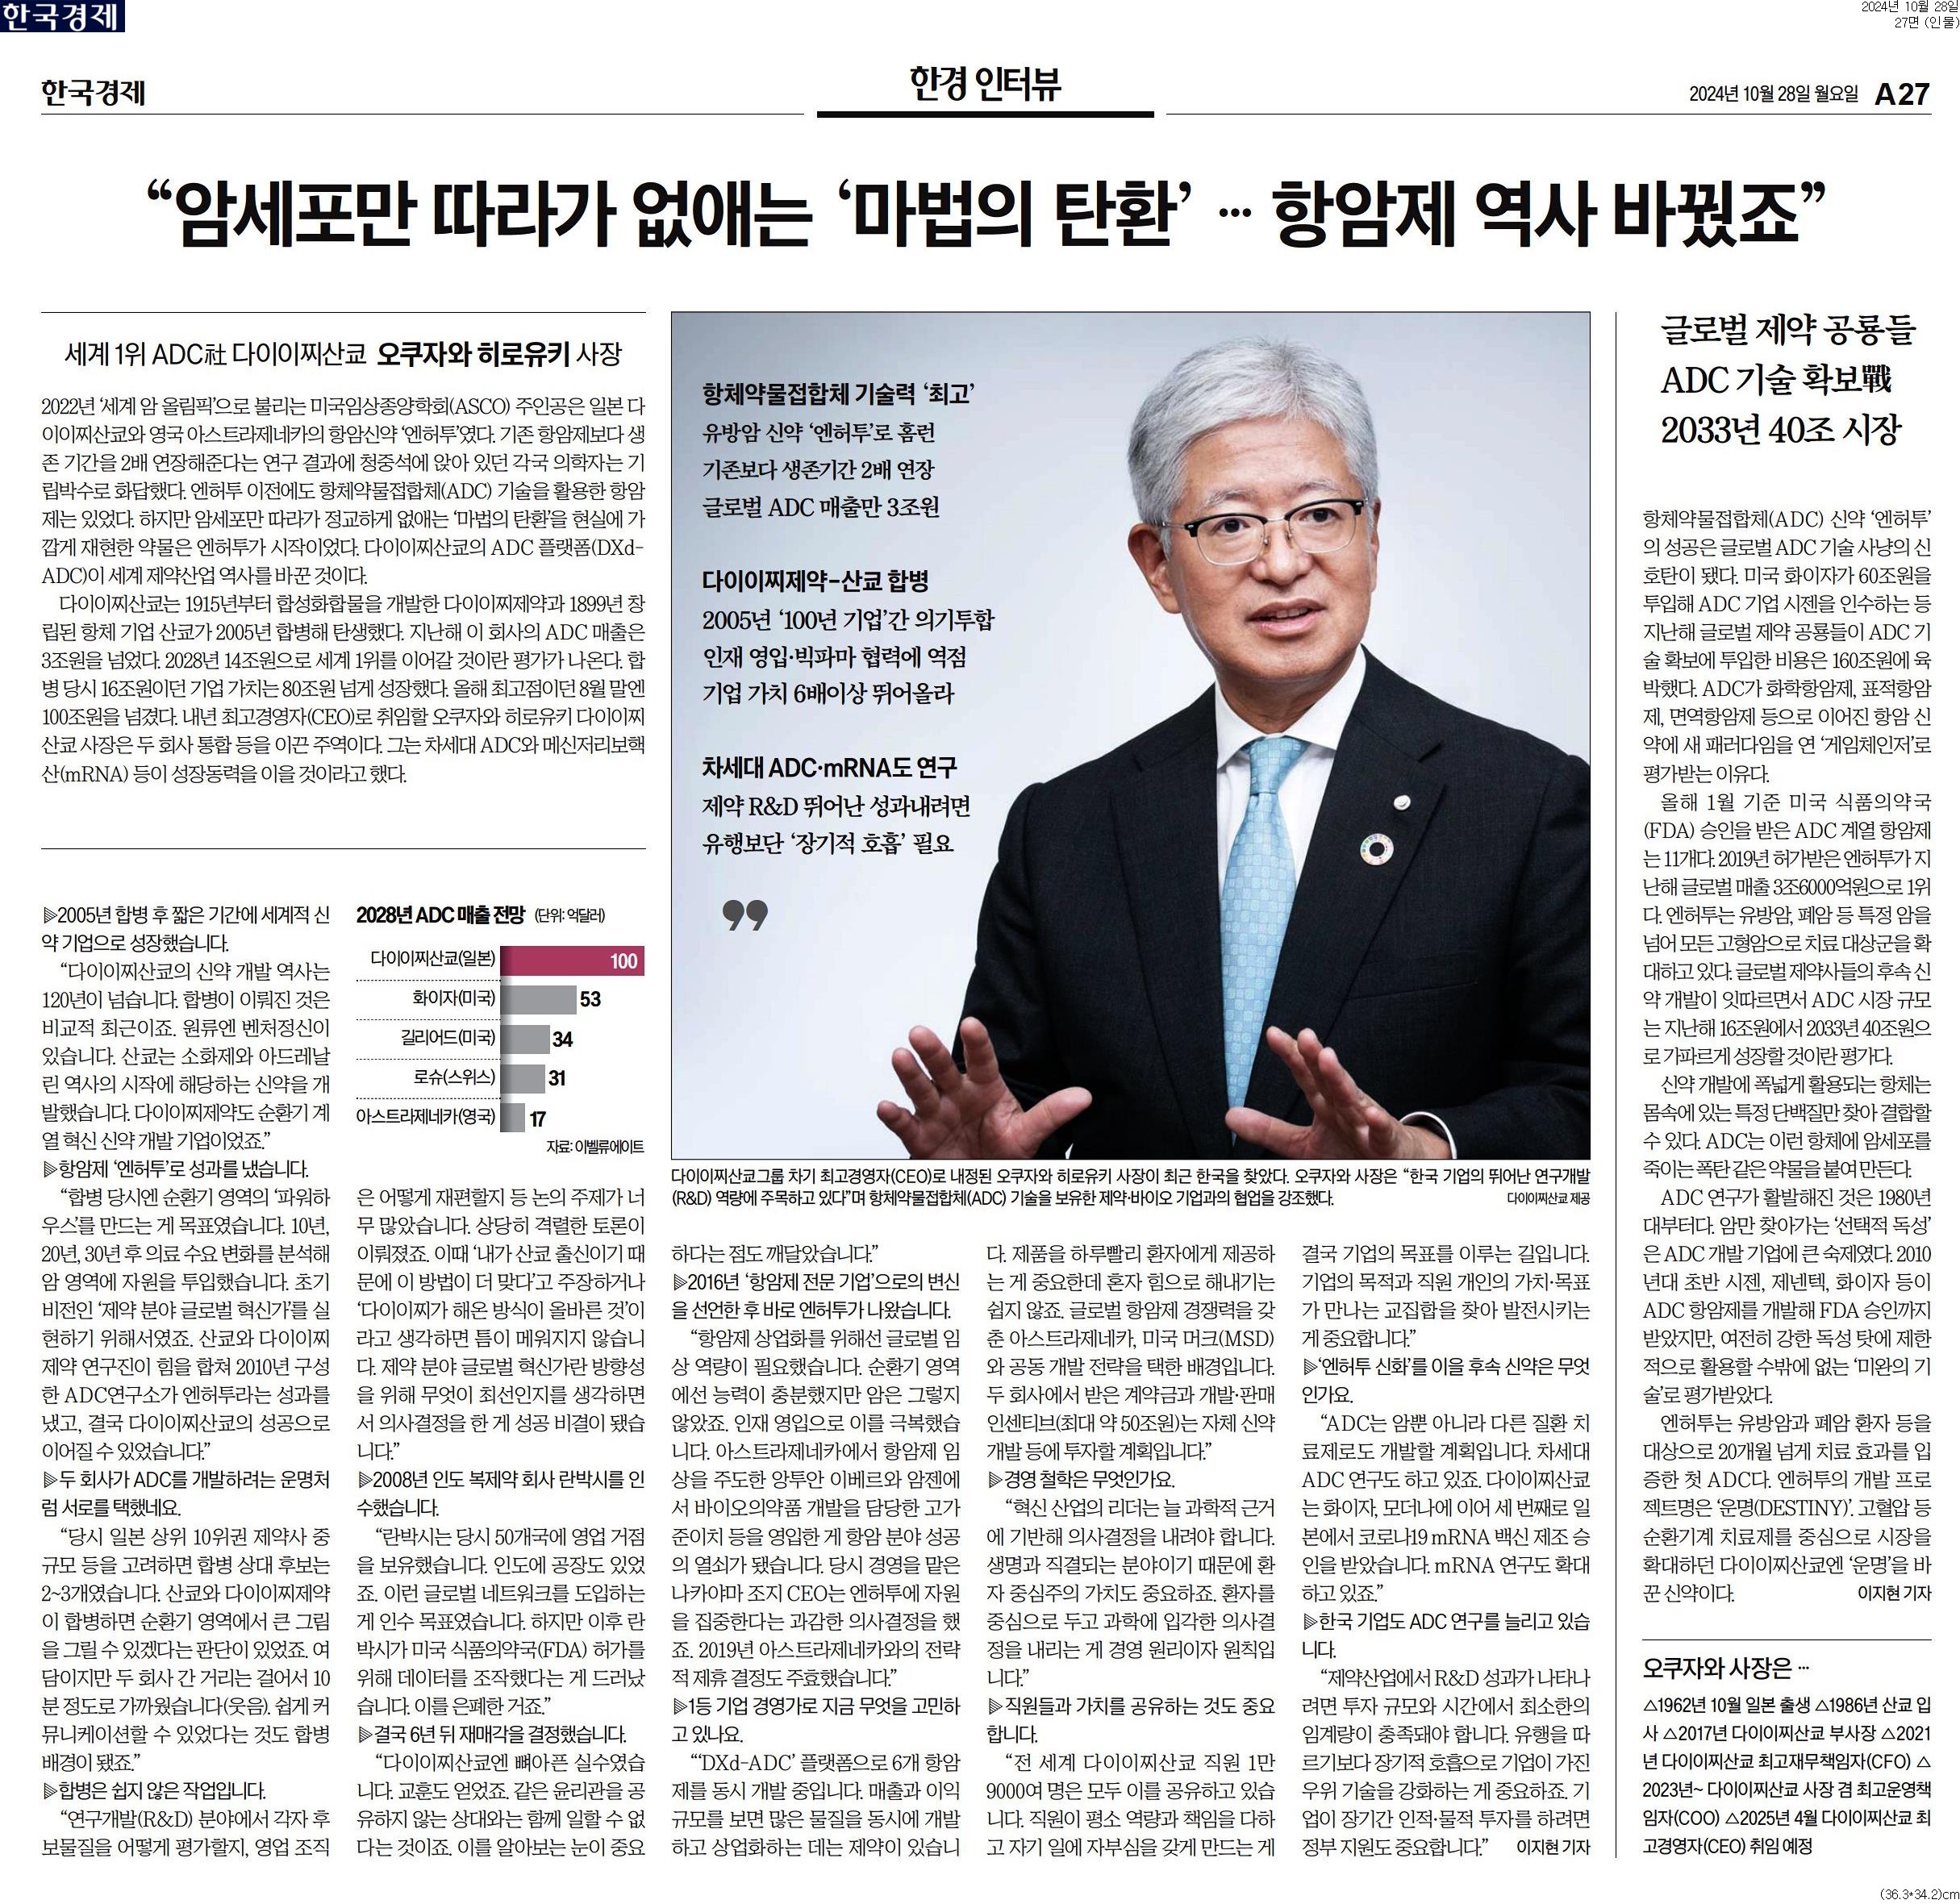 한국경제
2024년 10월 28일
27면 (인물)
한국경제
한경 인터뷰
2024년 10월 28일 월요일 A27
“암세포만 따라가 없애는 ‘마법의 탄환’ … 항암제 역사 바꿨죠”
세계 1위 ADC社 다이이찌산쿄 오쿠자와 히로유키 사장
2022년 ‘세계 암 올림픽’으로 불리는 미국임상종양학회(ASCO) 주인공은 일본 다
이이찌산쿄와 영국 아스트라제네카의 항암신약 ‘엔허투’였다. 기존 항암제보다 생
존 기간을 2배 연장해준다는 연구 결과에 청중석에 앉아 있던 각국 의학자는 기
립박수로 화답했다. 엔허투 이전에도 항체약물접합체(ADC) 기술을 활용한 항암
제는 있었다. 하지만 암세포만 따라가 정교하게 없애는 ‘마법의 탄환’을 현실에 가
깝게 재현한 약물은 엔허투가 시작이었다. 다이이찌산쿄의 ADC 플랫폼(DXd-
ADC)이 세계 제약산업 역사를 바꾼 것이다.
다이이찌산쿄는 1915년부터 합성화합물을 개발한 다이이찌제약과 1899년 창
립된 항체 기업 산쿄가 2005년 합병해 탄생했다. 지난해 이 회사의 ADC 매출은
3조원을 넘었다. 2028년 14조원으로 세계 1위를 이어갈 것이란 평가가 나온다. 합
병 당시 16조원이던 기업 가치는 80조원 넘게 성장했다. 올해 최고점이던 8월 말엔
100조원을 넘겼다. 내년 최고경영자(CEO)로 취임할 오쿠자와 히로유키 다이이찌
산쿄 사장은 두 회사 통합 등을 이끈 주역이다. 그는 차세대 ADC와 메신저리보핵
산(mRNA) 등이 성장동력을 이을 것이라고 했다.
▷2005년 합병 후 짧은 기간에 세계적 신
약 기업으로 성장했습니다.
“다이이찌산쿄의 신약 개발 역사는
120년이 넘습니다. 합병이 이뤄진 것은
비교적 최근이죠. 원류엔 벤처정신이
있습니다. 산쿄는 소화제와 아드레날
린 역사의 시작에 해당하는 신약을 개
발했습니다. 다이이찌제약도 순환기 계
열 혁신 신약 개발 기업이었죠.”
▷항암제 ‘엔허투’로 성과를 냈습니다.
“합병 당시엔 순환기 영역의 ‘파워하
우스’를 만드는 게 목표였습니다. 10년,
20년, 30년 후 의료 수요 변화를 분석해
암 영역에 자원을 투입했습니다. 초기
비전인 ‘제약 분야 글로벌 혁신가’를 실
현하기 위해서였죠. 산쿄와 다이이찌
제약 연구진이 힘을 합쳐 2010년 구성
한 ADC연구소가 엔허투라는 성과를
냈고, 결국 다이이찌산쿄의 성공으로
이어질 수 있었습니다.”
▷두 회사가 ADC를 개발하려는 운명처
럼 서로를 택했네요.
“당시 일본 상위 10위권 제약사 중
규모 등을 고려하면 합병 상대 후보는
2~3개였습니다. 산쿄와 다이이찌제약
이 합병하면 순환기 영역에서 큰 그림
을 그릴 수 있겠다는 판단이 있었죠. 여
담이지만 두 회사 간 거리는 걸어서 10
분 정도로 가까웠습니다(웃음). 쉽게 커
뮤니케이션할 수 있었다는 것도 합병
배경이 됐죠.”
▷합병은 쉽지 않은 작업입니다.
“연구개발(R&D) 분야에서 각자 후
보물질을 어떻게 평가할지, 영업 조직
2028년 ADC 매출 전망 (단위: 억달러)
다이이찌산쿄(일본) 100
화이자(미국) 53
길리어드(미국) 34
로슈(스위스) 31
아스트라제네카(영국) 17
자료: 이벨류에이트
은 어떻게 재편할지 등 논의 주제가 너
무 많았습니다. 상당히 격렬한 토론이
이뤄졌죠. 이때 ‘내가 산쿄 출신이기 때
문에 이 방법이 더 맞다’고 주장하거나
‘다이이찌가 해온 방식이 올바른 것’이
라고 생각하면 틈이 메워지지 않습니
다. 제약 분야 글로벌 혁신가란 방향성
을 위해 무엇이 최선인지를 생각하면
서 의사결정을 한 게 성공 비결이 됐습
니다.”
▷2008년 인도 복제약 회사 란박시를 인
수했습니다.
“란박시는 당시 50개국에 영업 거점
을 보유했습니다. 인도에 공장도 있었
죠. 이런 글로벌 네트워크를 도입하는
게 인수 목표였습니다. 하지만 이후 란
박시가 미국 식품의약국(FDA) 허가를
위해 데이터를 조작했다는 게 드러났
습니다. 이를 은폐한 거죠.”
▷결국 6년 뒤 재매각을 결정했습니다.
“다이이찌산쿄엔 뼈아픈 실수였습
니다. 교훈도 얻었죠. 같은 윤리관을 공
유하지 않는 상대와는 함께 일할 수 없
다는 것이죠. 이를 알아보는 눈이 중요
항체약물접합체 기술력 ‘최고’
유방암 신약 ‘엔허투’로 홈런
기존보다 생존기간 2배 연장
글로벌 ADC 매출만 3조원
다이이찌제약-산쿄 합병
2005년 ‘100년 기업’간 의기투합
인재 영입·빅파마 협력에 역점
기업 가치 6배이상 뛰어올라
차세대 ADC·mRNA도 연구
제약 R&D 뛰어난 성과내려면
유행보단 ‘장기적 호흡’ 필요
”
다이이찌산쿄그룹 차기 최고경영자(CEO)로 내정된 오쿠자와 히로유키 사장이 최근 한국을 찾았다. 오쿠자와 사장은 “한국 기업의 뛰어난 연구개발
(R&D) 역량에 주목하고 있다”며 항체약물접합체(ADC) 기술을 보유한 제약·바이오 기업과의 협업을 강조했다. 다이이찌산쿄 제공
하다는 점도 깨달았습니다.”
▷2016년 ‘항암제 전문 기업’으로의 변신
을 선언한 후 바로 엔허투가 나왔습니다.
“항암제 상업화를 위해선 글로벌 임
상 역량이 필요했습니다. 순환기 영역
에선 능력이 충분했지만 암은 그렇지
않았죠. 인재 영입으로 이를 극복했습
니다. 아스트라제네카에서 항암제 임
상을 주도한 앙투안 이베르와 암젠에
서 바이오의약품 개발을 담당한 고가
준이치 등을 영입한 게 항암 분야 성공
의 열쇠가 됐습니다. 당시 경영을 맡은
나카야마 조지 CEO는 엔허투에 자원
을 집중한다는 과감한 의사결정을 했
죠. 2019년 아스트라제네카와의 전략
적 제휴 결정도 주효했습니다.”
▷1등 기업 경영가로 지금 무엇을 고민하
고 있나요.
“‘DXd-ADC’ 플랫폼으로 6개 항암
제를 동시 개발 중입니다. 매출과 이익
규모를 보면 많은 물질을 동시에 개발
하고 상업화하는 데는 제약이 있습니
다. 제품을 하루빨리 환자에게 제공하
는 게 중요한데 혼자 힘으로 해내기는
쉽지 않죠. 글로벌 항암제 경쟁력을 갖
춘 아스트라제네카, 미국 머크(MSD)
와 공동 개발 전략을 택한 배경입니다.
두 회사에서 받은 계약금과 개발·판매
인센티브(최대 약 50조원)는 자체 신약
개발 등에 투자할 계획입니다.”
▷경영 철학은 무엇인가요.
“혁신 산업의 리더는 늘 과학적 근거
에 기반해 의사결정을 내려야 합니다.
생명과 직결되는 분야이기 때문에 환
자 중심주의 가치도 중요하죠. 환자를
중심으로 두고 과학에 입각한 의사결
정을 내리는 게 경영 원리이자 원칙입
니다.”
▷직원들과 가치를 공유하는 것도 중요
합니다.
“전 세계 다이이찌산쿄 직원 1만
9000여 명은 모두 이를 공유하고 있습
니다. 직원이 평소 역량과 책임을 다하
고 자기 일에 자부심을 갖게 만드는 게
결국 기업의 목표를 이루는 길입니다.
기업의 목적과 직원 개인의 가치·목표
가 만나는 교집합을 찾아 발전시키는
게 중요합니다.”
▷‘엔허투 신화’를 이을 후속 신약은 무엇
인가요.
“ADC는 암뿐 아니라 다른 질환 치
료제로도 개발할 계획입니다. 차세대
ADC 연구도 하고 있죠. 다이이찌산쿄
는 화이자, 모더나에 이어 세 번째로 일
본에서 코로나19 mRNA 백신 제조 승
인을 받았습니다. mRNA 연구도 확대
하고 있죠.”
▷한국 기업도 ADC 연구를 늘리고 있습
니다.
“제약산업에서 R&D 성과가 나타나
려면 투자 규모와 시간에서 최소한의
임계량이 충족돼야 합니다. 유행을 따
르기보다 장기적 호흡으로 기업이 가진
우위 기술을 강화하는 게 중요하죠. 기
업이 장기간 인적·물적 투자를 하려면
정부 지원도 중요합니다.” 이지현 기자
글로벌 제약 공룡들
ADC 기술 확보戰
2033년 40조 시장
항체약물접합체(ADC) 신약 ‘엔허투’
의 성공은 글로벌 ADC 기술 사냥의 신
호탄이 됐다. 미국 화이자가 60조원을
투입해 ADC 기업 시젠을 인수하는 등
지난해 글로벌 제약 공룡들이 ADC 기
술 확보에 투입한 비용은 160조원에 육
박했다. ADC가 화학항암제, 표적항암
제, 면역항암제 등으로 이어진 항암 신
약에 새 패러다임을 연 ‘게임체인저’로
평가받는 이유다.
올해 1월 기준 미국 식품의약국
(FDA) 승인을 받은 ADC 계열 항암제
는 11개다. 2019년 허가받은 엔허투가 지
난해 글로벌 매출 3조6000억원으로 1위
다. 엔허투는 유방암, 폐암 등 특정 암을
넘어 모든 고형암으로 치료 대상군을 확
대하고 있다. 글로벌 제약사들의 후속 신
약 개발이 잇따르면서 ADC 시장 규모
는 지난해 16조원에서 2033년 40조원으
로 가파르게 성장할 것이란 평가다.
신약 개발에 폭넓게 활용되는 항체는
몸속에 있는 특정 단백질만 찾아 결합할
수 있다. ADC는 이런 항체에 암세포를
죽이는 폭탄 같은 약물을 붙여 만든다.
ADC 연구가 활발해진 것은 1980년
대부터다. 암만 찾아가는 ‘선택적 독성’
은 ADC 개발 기업에 큰 숙제였다. 2010
년대 초반 시젠, 제넨텍, 화이자 등이
ADC 항암제를 개발해 FDA 승인까지
받았지만, 여전히 강한 독성 탓에 제한
적으로 활용할 수밖에 없는 ‘미완의 기
술’로 평가받았다.
엔허투는 유방암과 폐암 환자 등을
대상으로 20개월 넘게 치료 효과를 입
증한 첫 ADC다. 엔허투의 개발 프로
젝트명은 ‘운명(DESTINY)’. 고혈압 등
순환기계 치료제를 중심으로 시장을
확대하던 다이이찌산쿄엔 ‘운명’을 바
꾼 신약이다. 이지현 기자
오쿠자와 사장은 …
△1962년 10월 일본 출생 △1986년 산쿄 입
사 △2017년 다이이찌산쿄 부사장 △2021
년 다이이찌산쿄 최고재무책임자(CFO) △
2023년~ 다이이찌산쿄 사장 겸 최고운영책
임자(COO) △2025년 4월 다이이찌산쿄 최
고경영자(CEO) 취임 예정
(36.3*34.2)cm